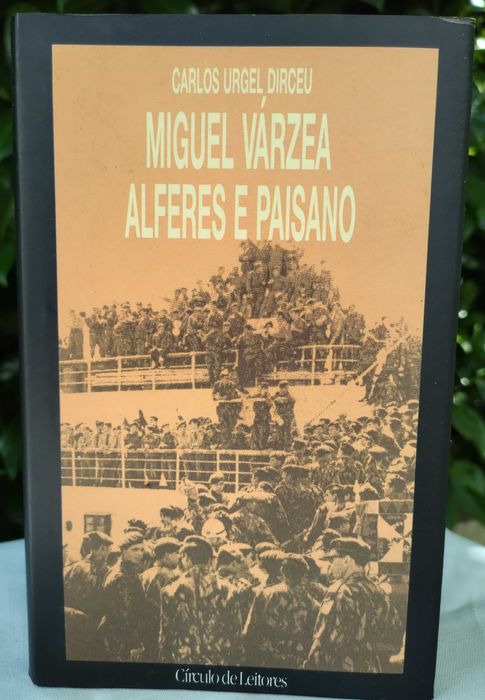 CARLOS URGEL DIRCEU
MIGUEL VÁRZEA
ALFERES E PAISANO
Círculo de Leitores